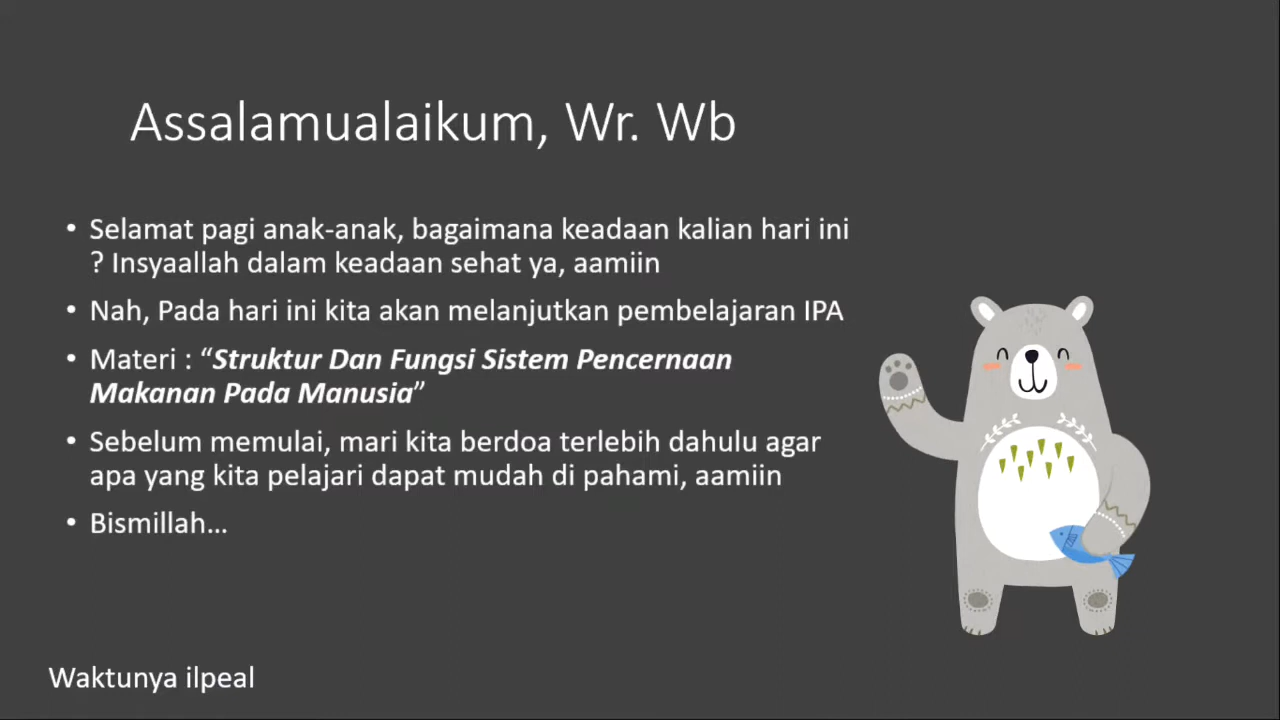 Assalamualaikum, Wr. Wb
• Selamat pagi anak-anak, bagaimana keadaan kalian hari ini
? Insyaallah dalam keadaan sehat ya, aamiin
• Nah, Pada hari ini kita akan melanjutkan pembelajaran IPA
• Materi : “Struktur Dan Fungsi Sistem Pencernaan
Makanan Pada Manusia”
• Sebelum memulai, mari kita berdoa terlebih dahulu agar
apa yang kita pelajari dapat mudah di pahami, aamiin
• Bismillah…
Waktunya ilpeal